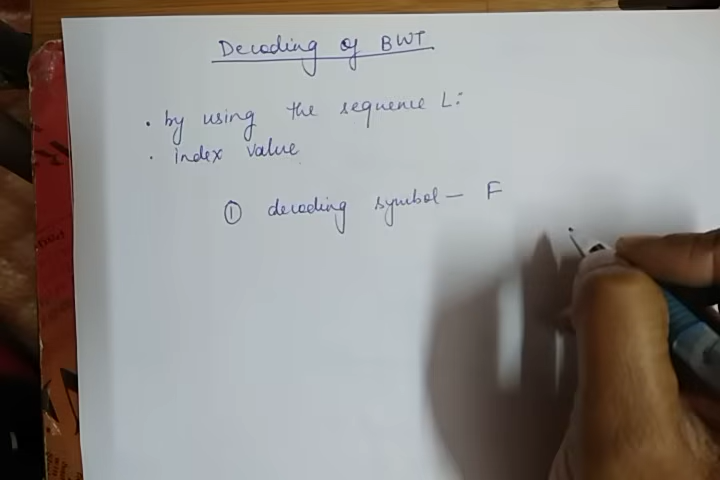 Decoding of BWT
. by using the sequence L:
. index value
① decoding symbol - F